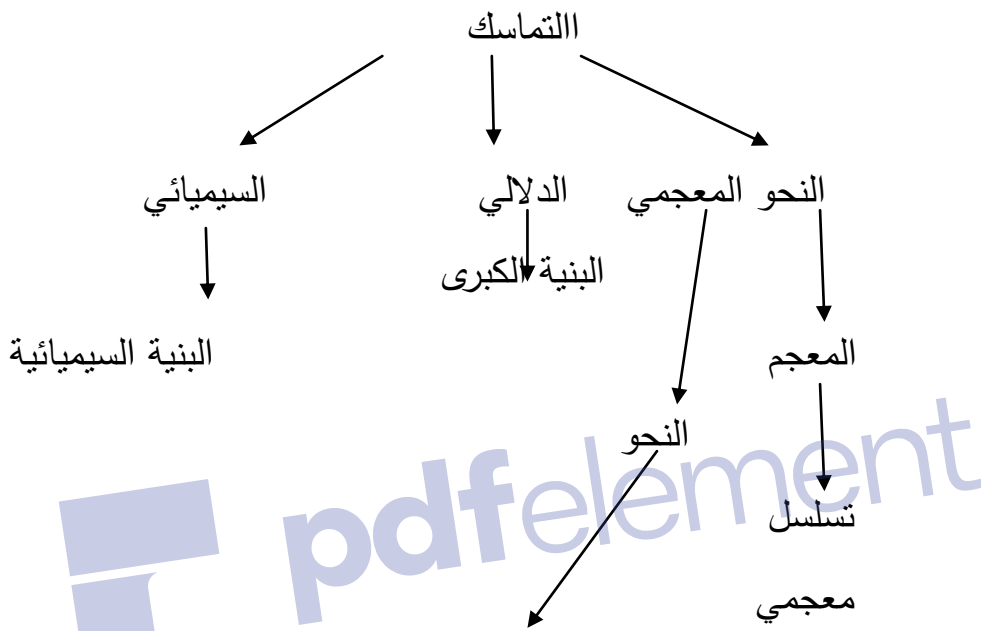 االتماسك
النحو المعجمي الدلالي السيميائي
البنية الكبرى
المعجم البنية السيميائية
النحو
تسلسل
معجمي
pdfelement